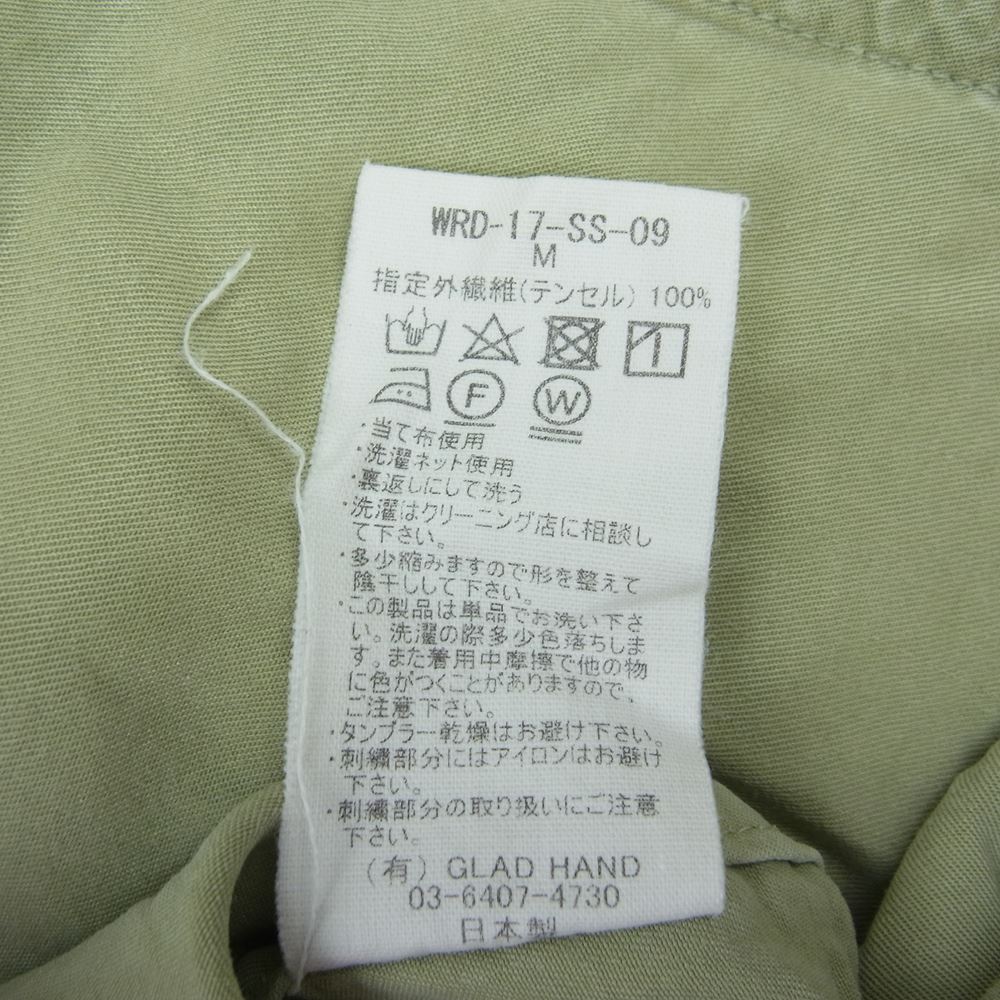 WRD-17-SS-09
M
指定外繊維(テンセル) 100%
F W
・当て布使用
・洗濯ネット使用
・裏返しにして洗う
・洗濯はクリーニング店に相談し
て下さい。
・多少縮みますので形を整えて
陰干しして下さい。
・この製品は単品でお洗い下さ
い。洗濯の際多少色落ちしま
す。また着用中摩擦で他の物
に色がつくことがありますので、
ご注意下さい。
・タンブラー乾燥はお避け下さい。
・刺繍部分にはアイロンはお避け
下さい。
・刺繍部分の取り扱いにご注意
下さい。
(有) GLAD HAND
03-6407-4730
日本製